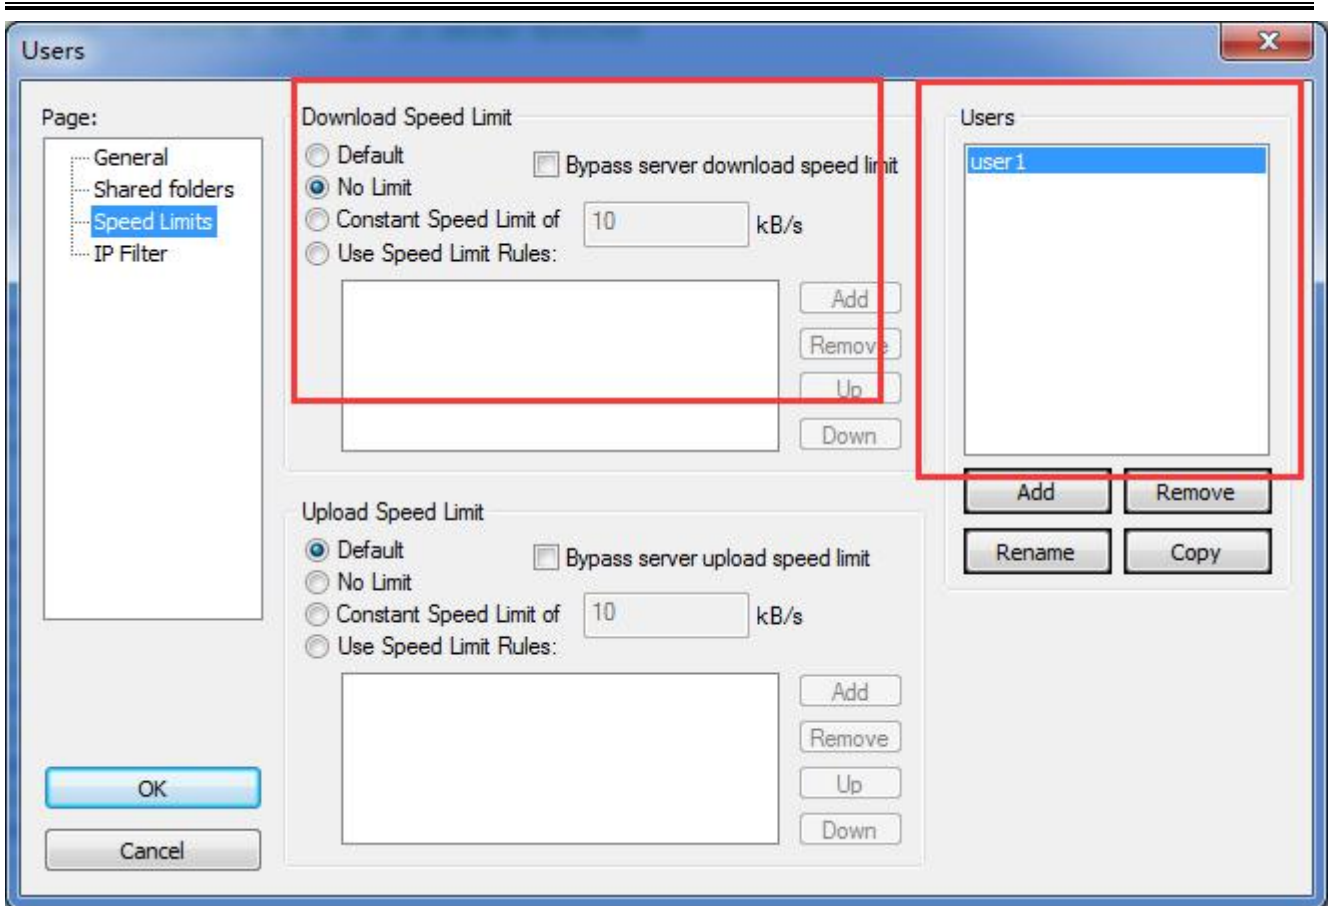 Users
Page:
General
Shared folders
Speed Limits
IP Filter
OK
Cancel
Download Speed Limit
Default
Bypass server download speed limit
No Limit
Constant Speed Limit of 10 kB/s
Use Speed Limit Rules:
Add
Remove
Up
Down
Upload Speed Limit
Default
Bypass server upload speed limit
No Limit
Constant Speed Limit of 10 kB/s
Use Speed Limit Rules:
Add
Remove
Up
Down
Users
user1
Add Remove
Rename Copy